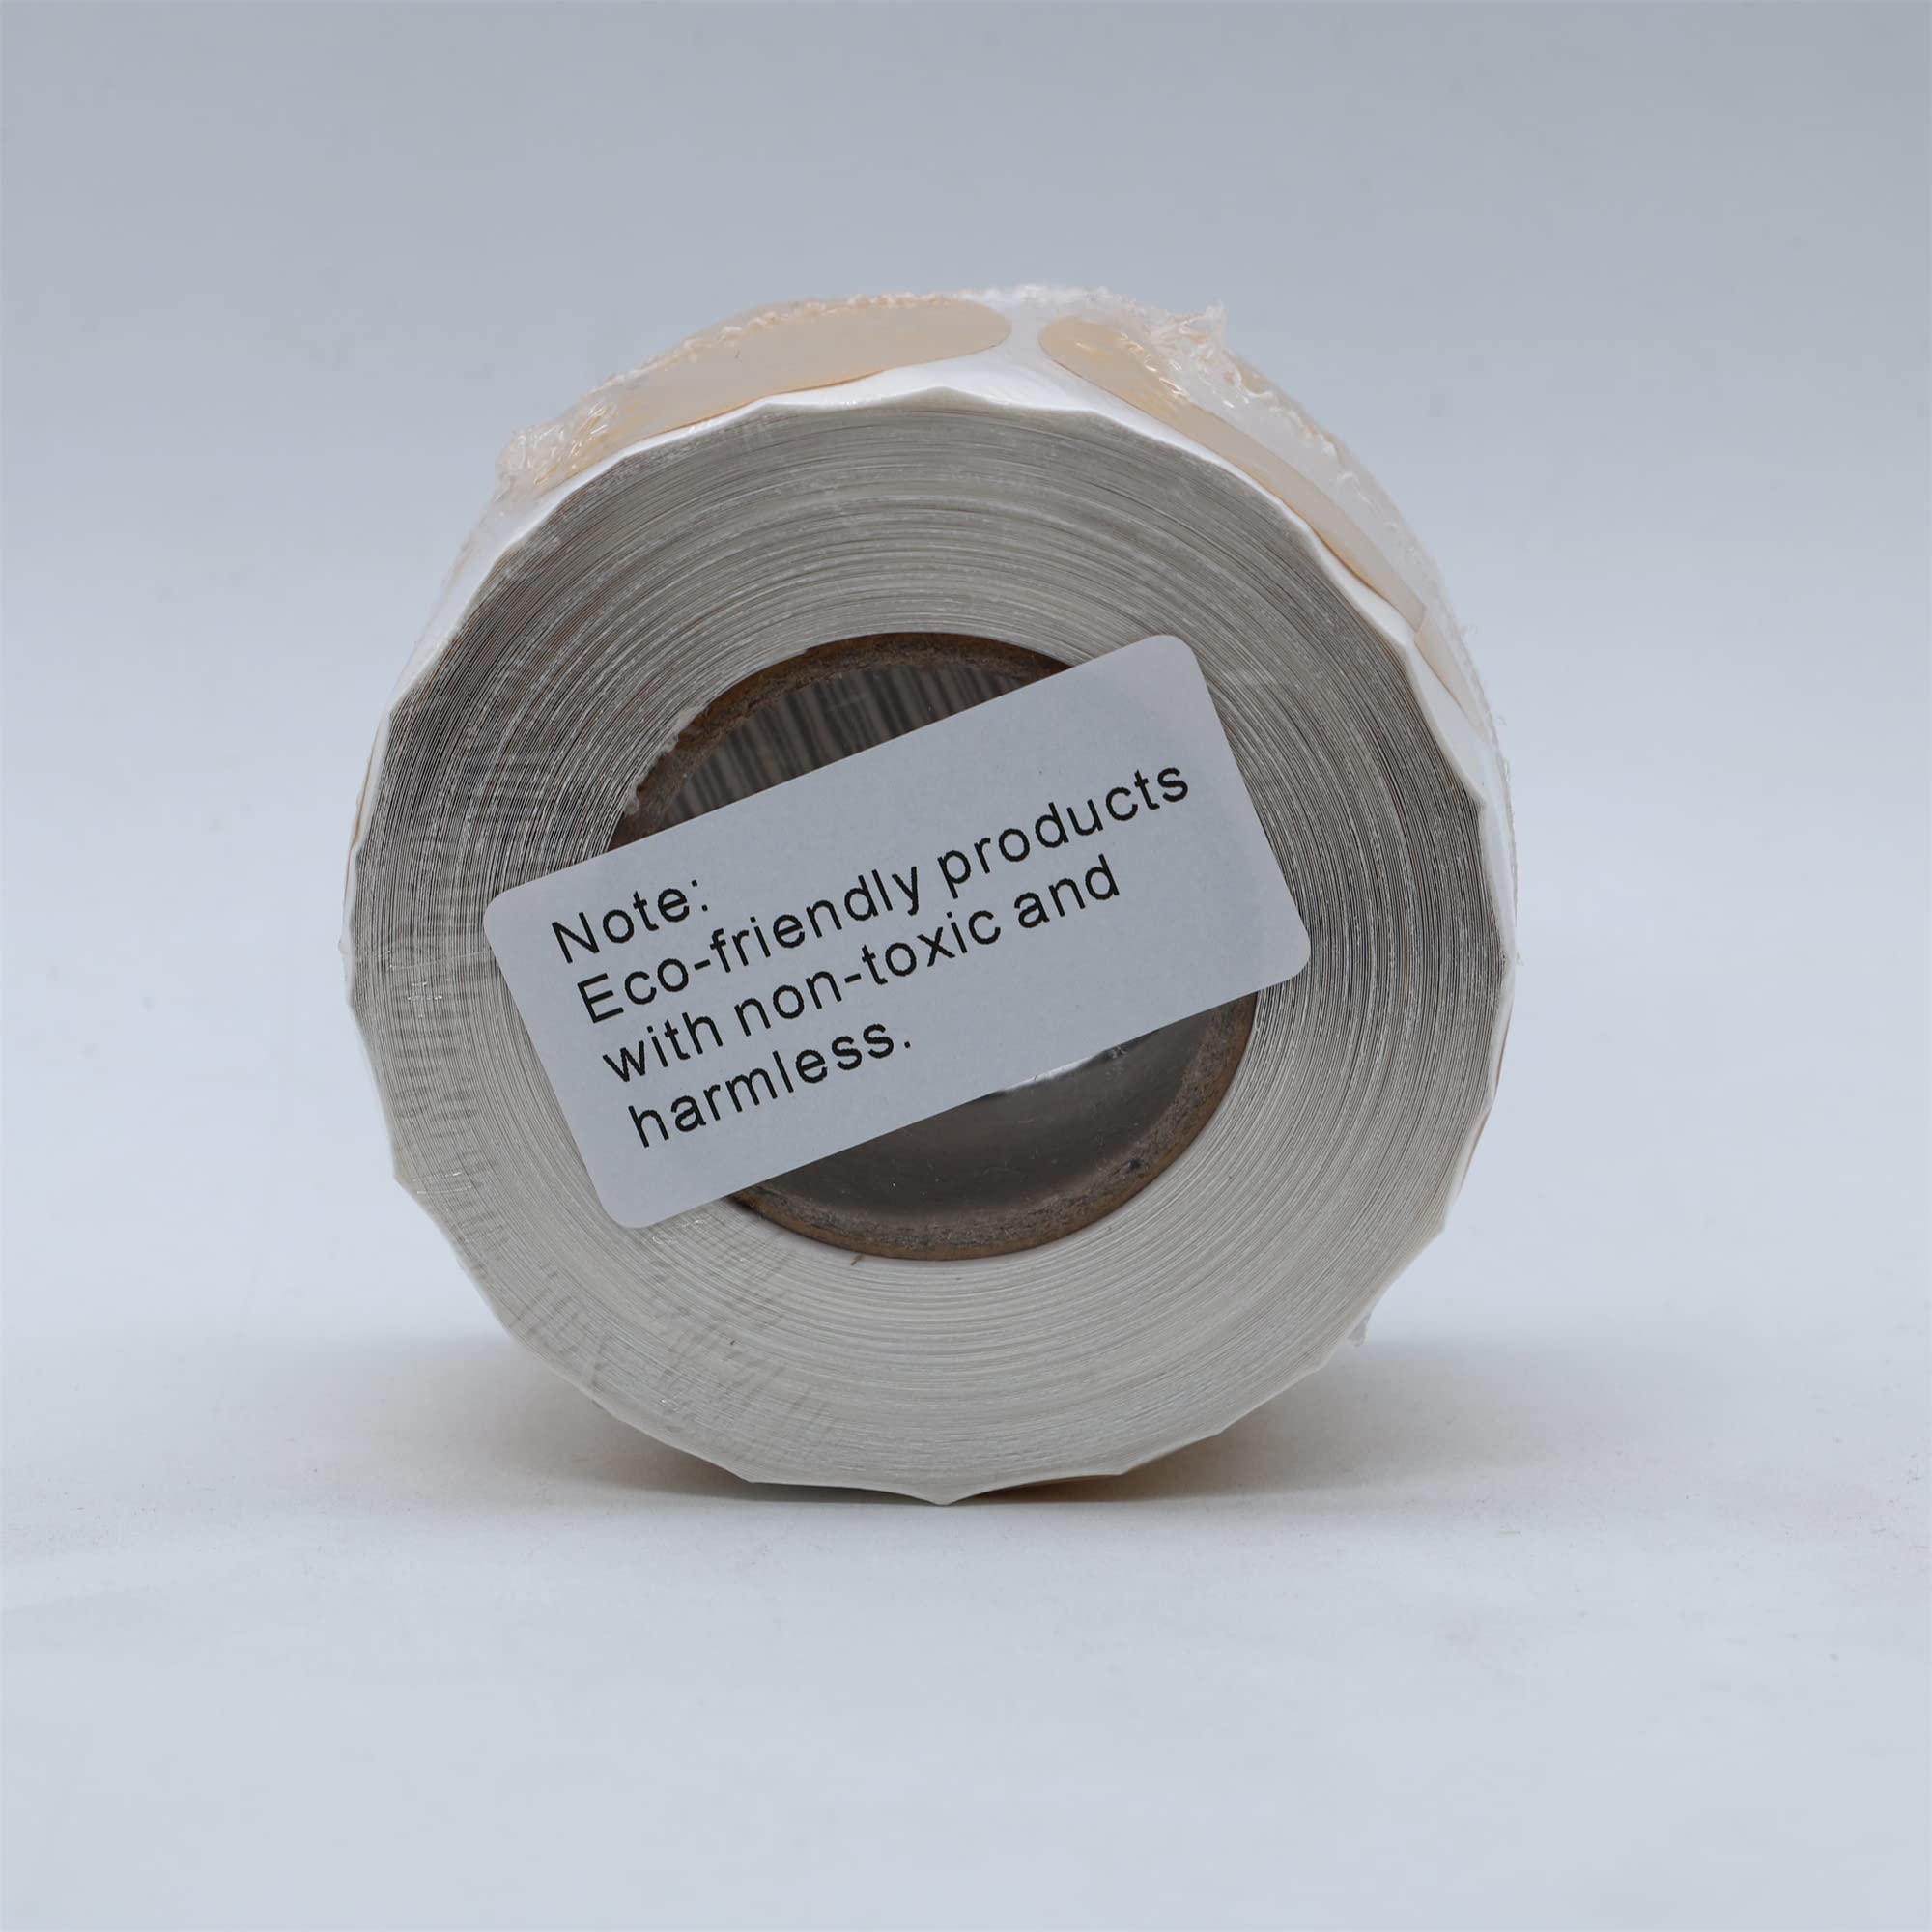 Note:
Eco-friendly products
with non-toxic and
harmless.